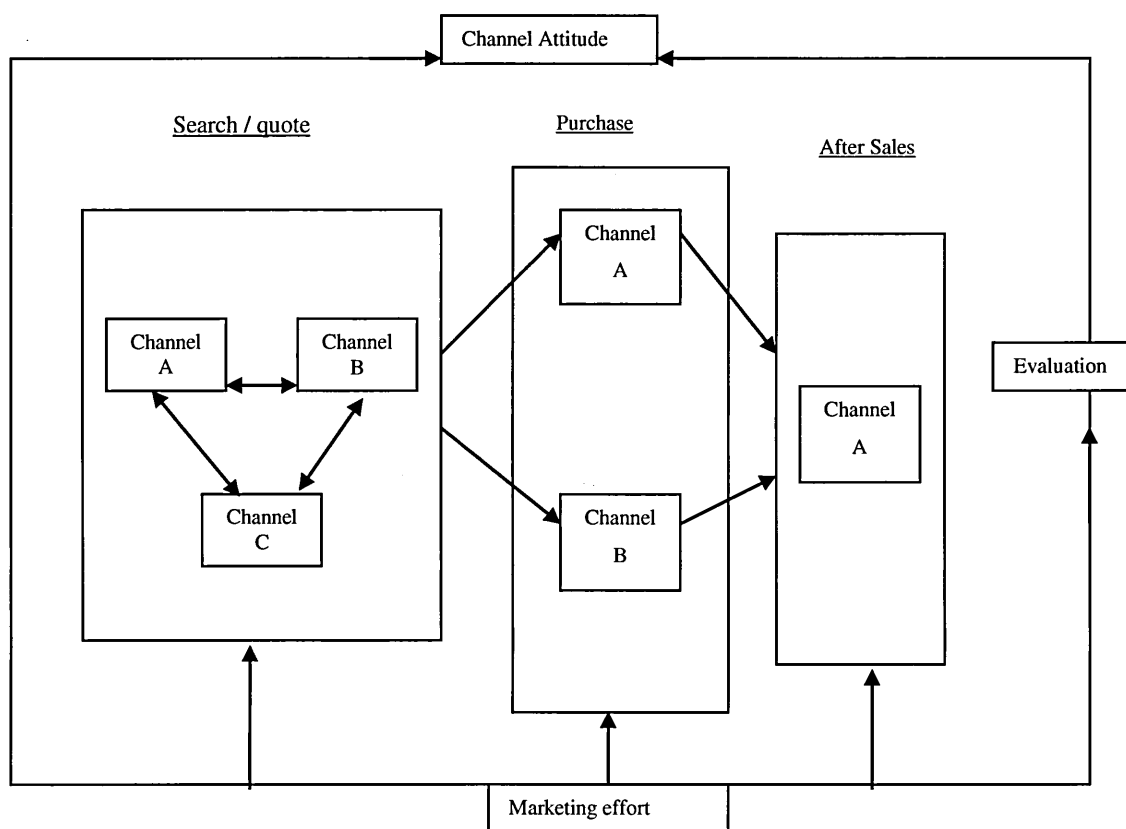 Channel Attitude
Search / quote
Purchase
After Sales
Channel
A
Channel
B
Channel
C
Channel
A
Channel
B
Channel
A
Evaluation
Marketing effort